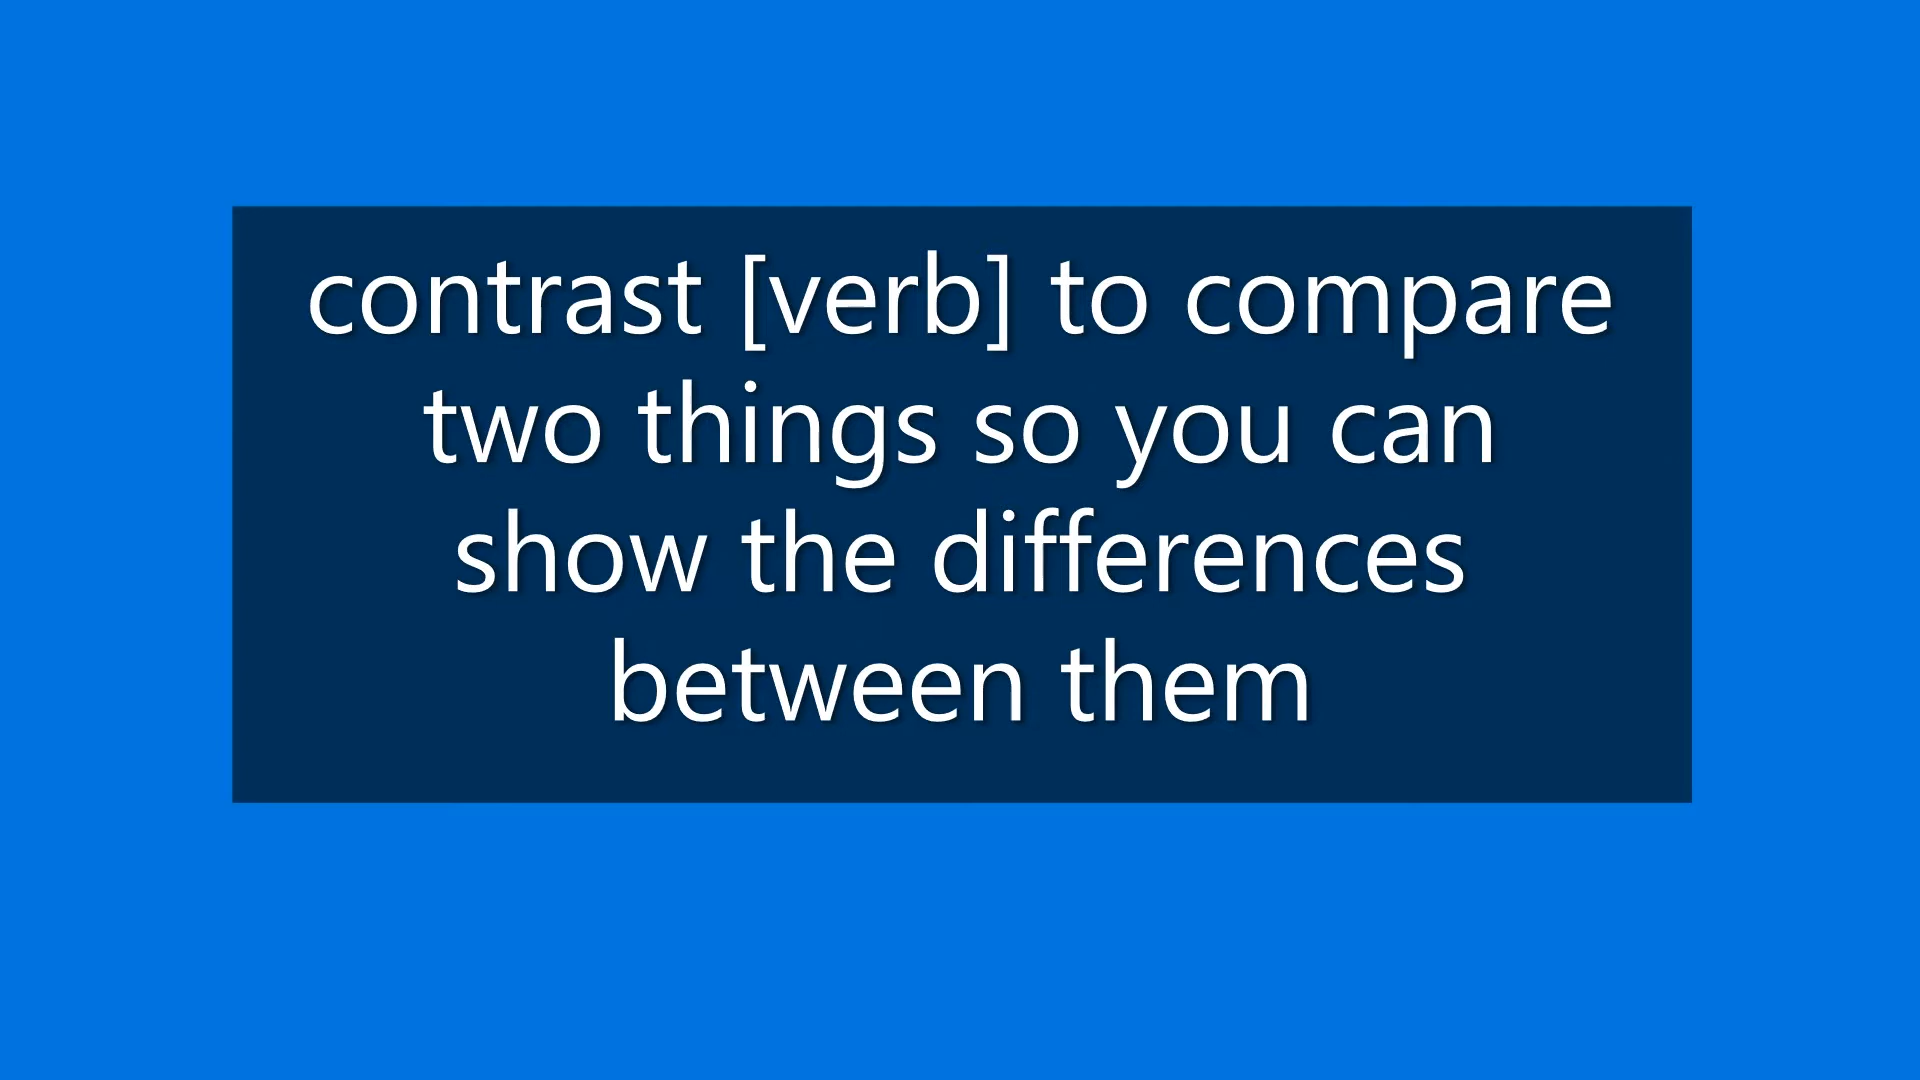 contrast [verb] to compare
two things so you can
show the differences
between them